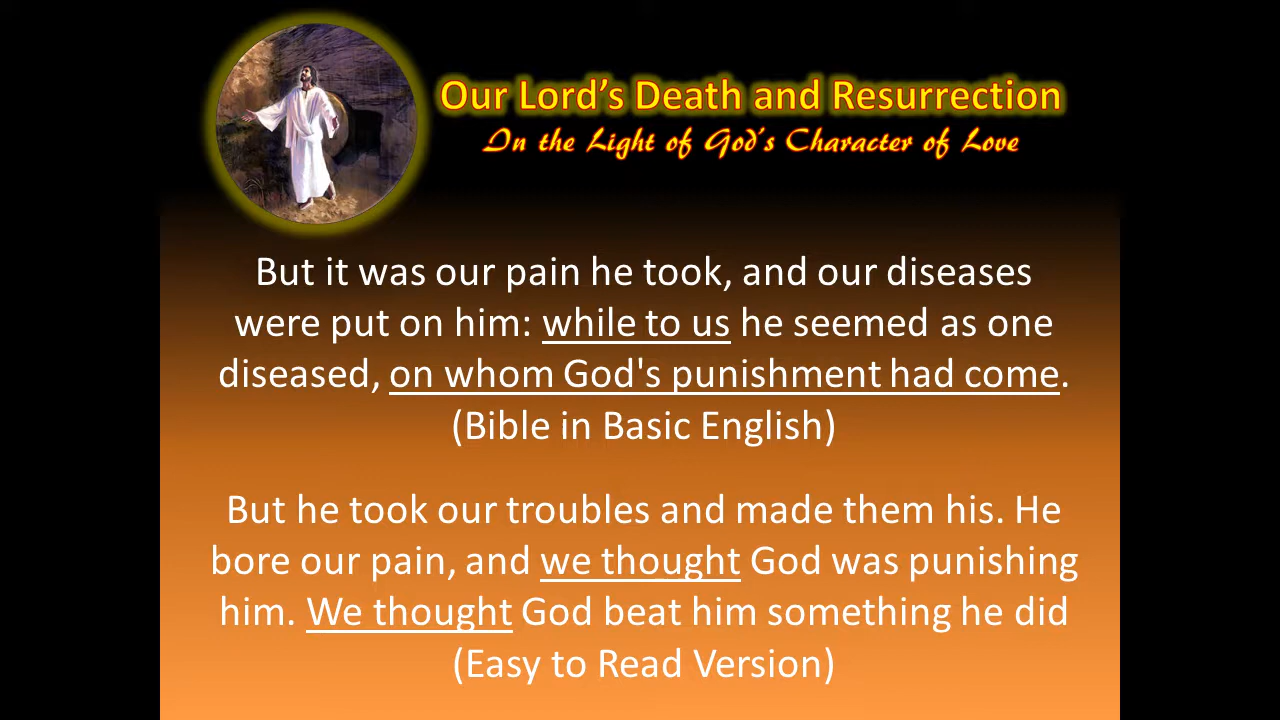 Our Lord’s Death and Resurrection
In the Light of God’s Character of Love
But it was our pain he took, and our diseases
were put on him: while to us he seemed as one
diseased, on whom God's punishment had come.
(Bible in Basic English)
But he took our troubles and made them his. He
bore our pain, and we thought God was punishing
him. We thought God beat him something he did
(Easy to Read Version)